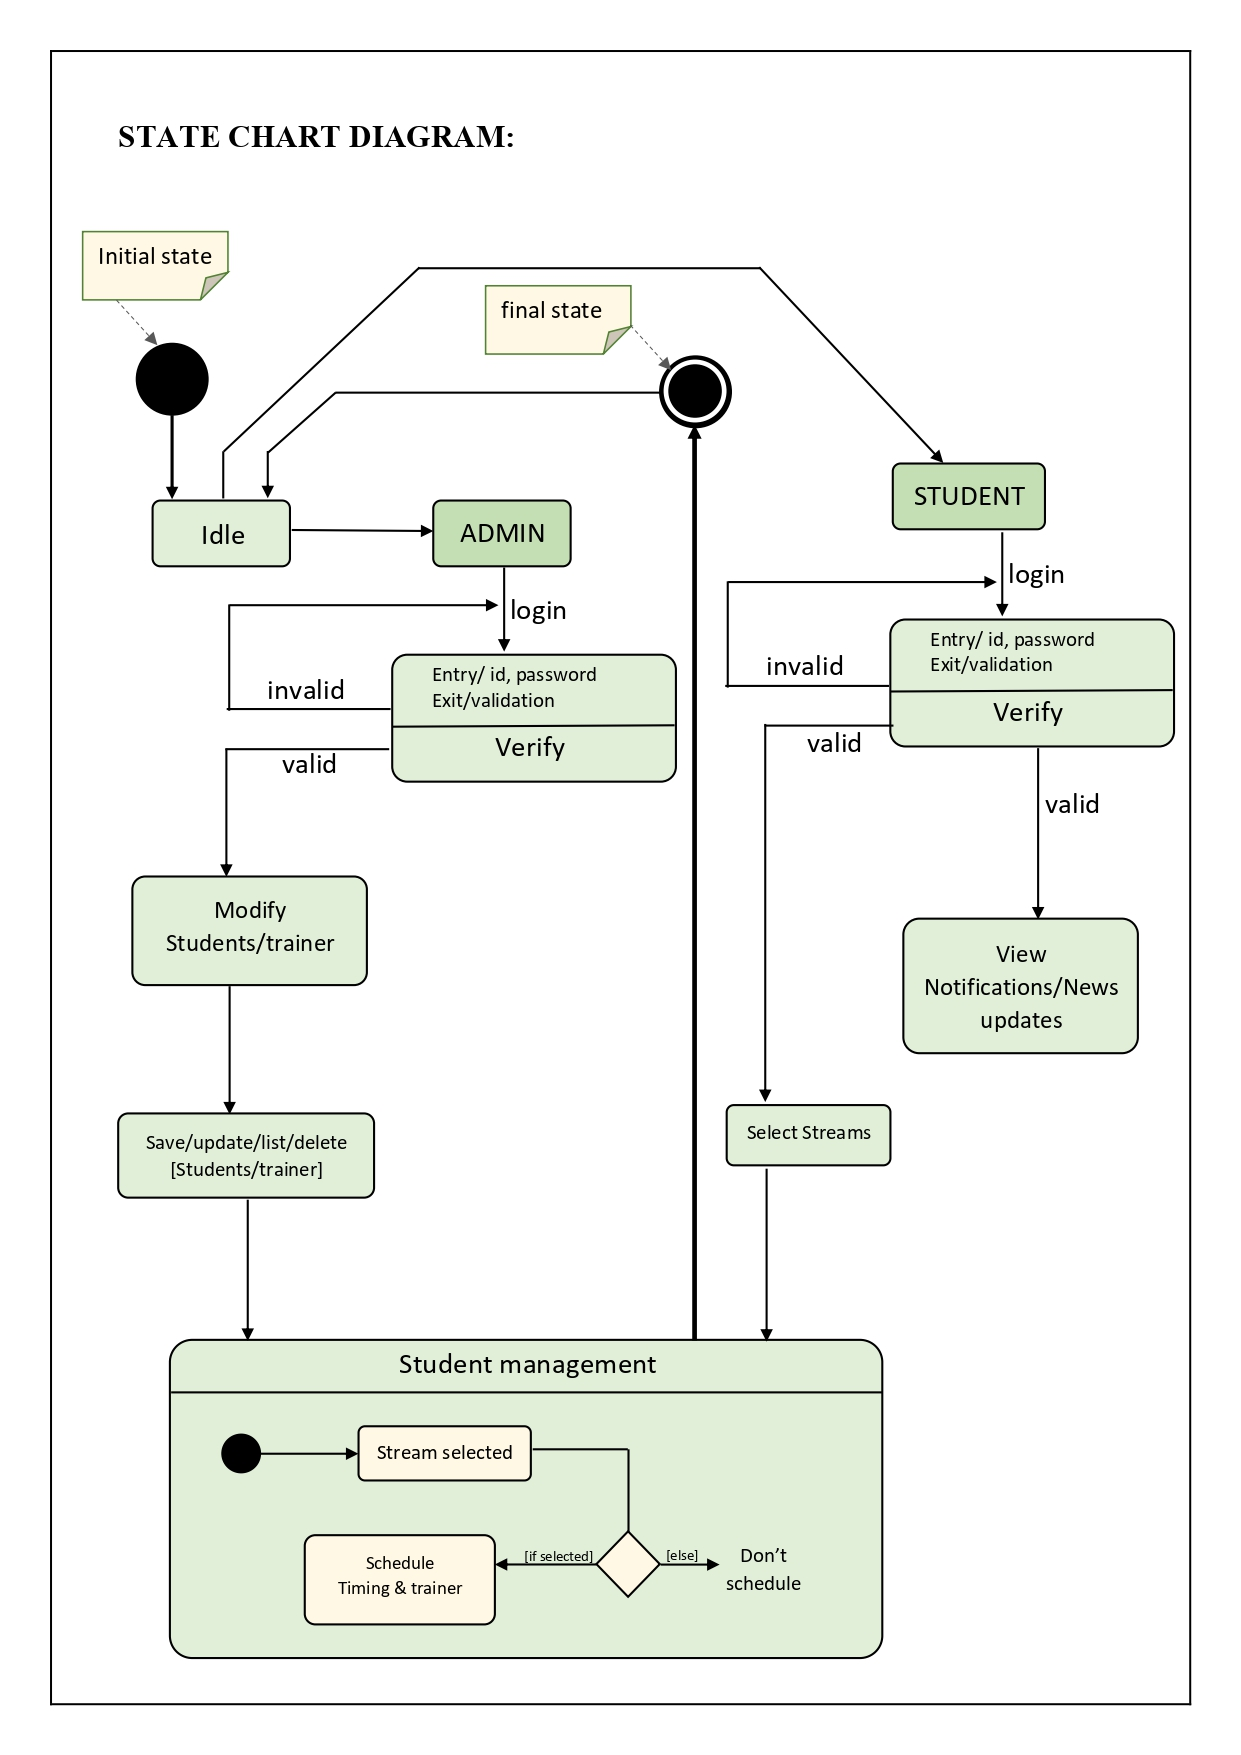 STATE CHART DIAGRAM:
Initial state
final state
Idle
ADMIN
STUDENT
login
login
Entry/ id, password
Exit/validation
Verify
invalid
valid
Entry/ id, password
Exit/validation
Verify
invalid
valid
valid
Modify
Students/trainer
View
Notifications/News
updates
Save/update/list/delete
[Students/trainer]
Select Streams
Student management
Stream selected
[if selected]
[else]
Schedule
Timing & trainer
Don’t
schedule